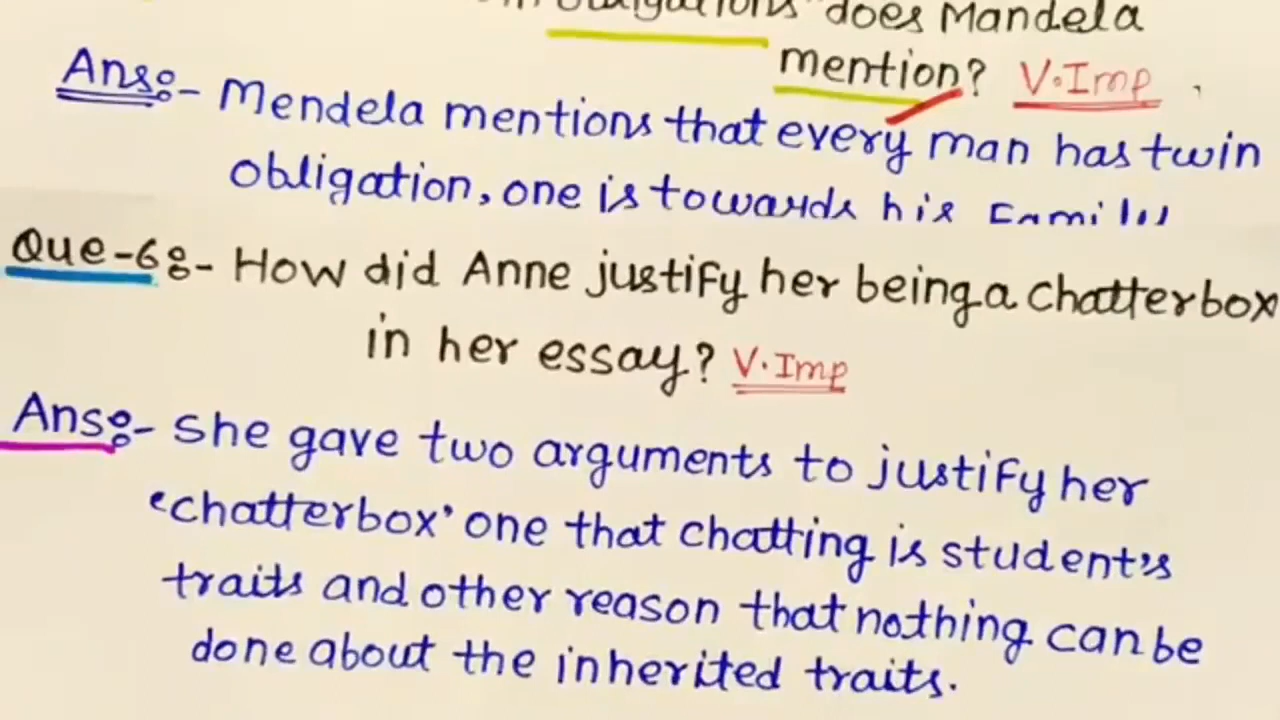 obligations" does Mandela
mention? V.Imp
Ans:- Mendela mentions that every man has twin
obligation, one is towards his
Que-6:- How did Anne justify her being a chatterbox
in her essay? V.Imp
Ans:- She gave two arguments to justify her
'chatterbox' one that chatting is student's
traits and other reason that nothing can be
done about the inherited traits.